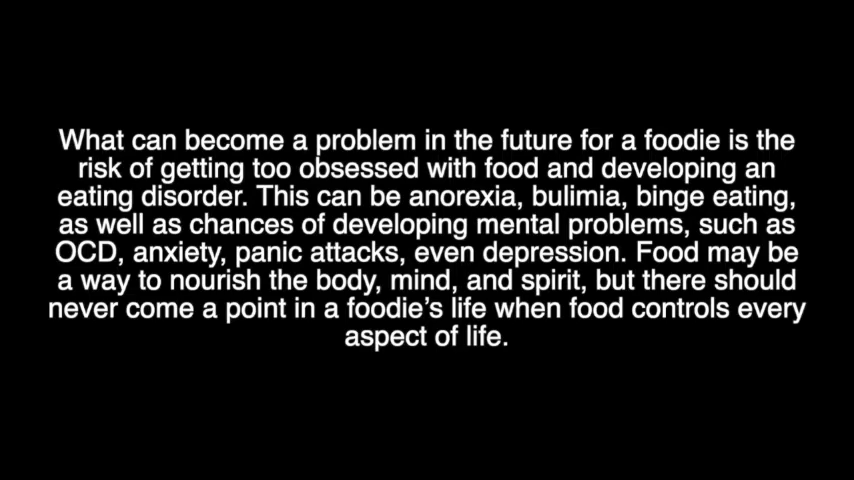 What can become a problem in the future for a foodie is the
risk of getting too obsessed with food and developing an
eating disorder. This can be anorexia, bulimia, binge eating,
as well as chances of developing mental problems, such as
OCD, anxiety, panic attacks, even depression. Food may be
a way to nourish the body, mind, and spirit, but there should
never come a point in a foodie’s life when food controls every
aspect of life.